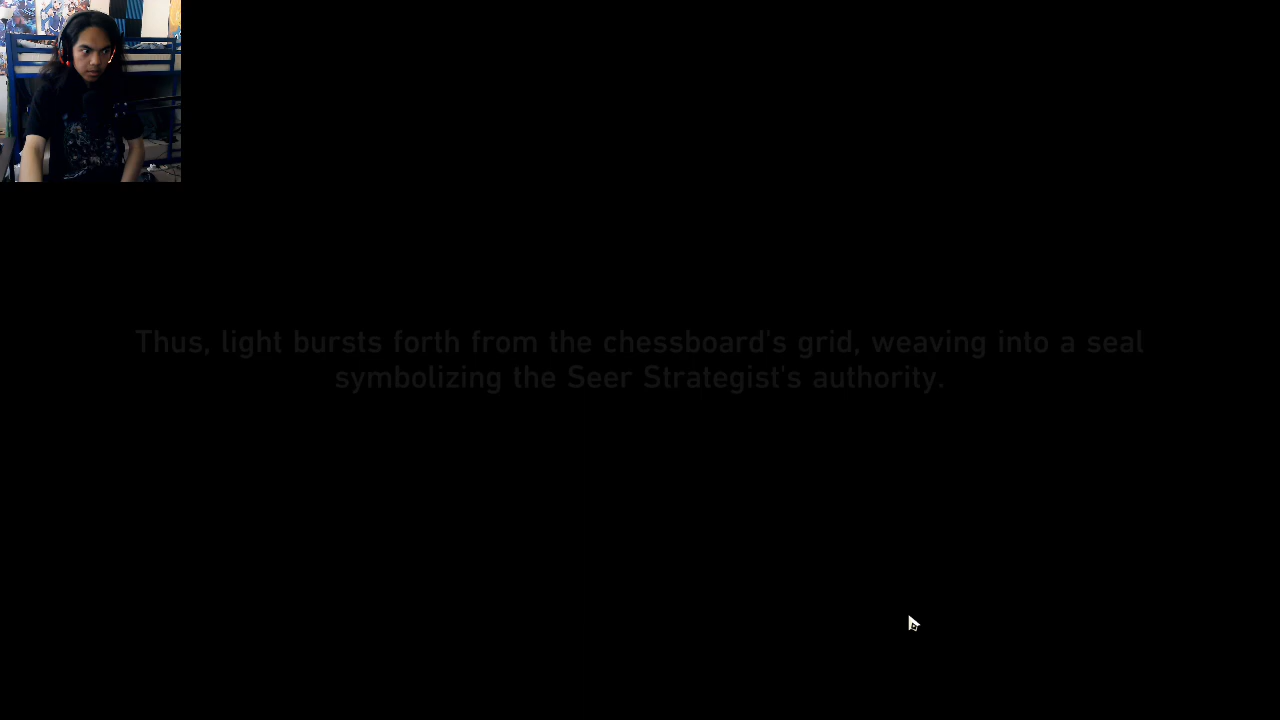 Thus, light bursts forth from the chessboard's grid, weaving into a seal
symbolizing the Seer Strategist's authority.